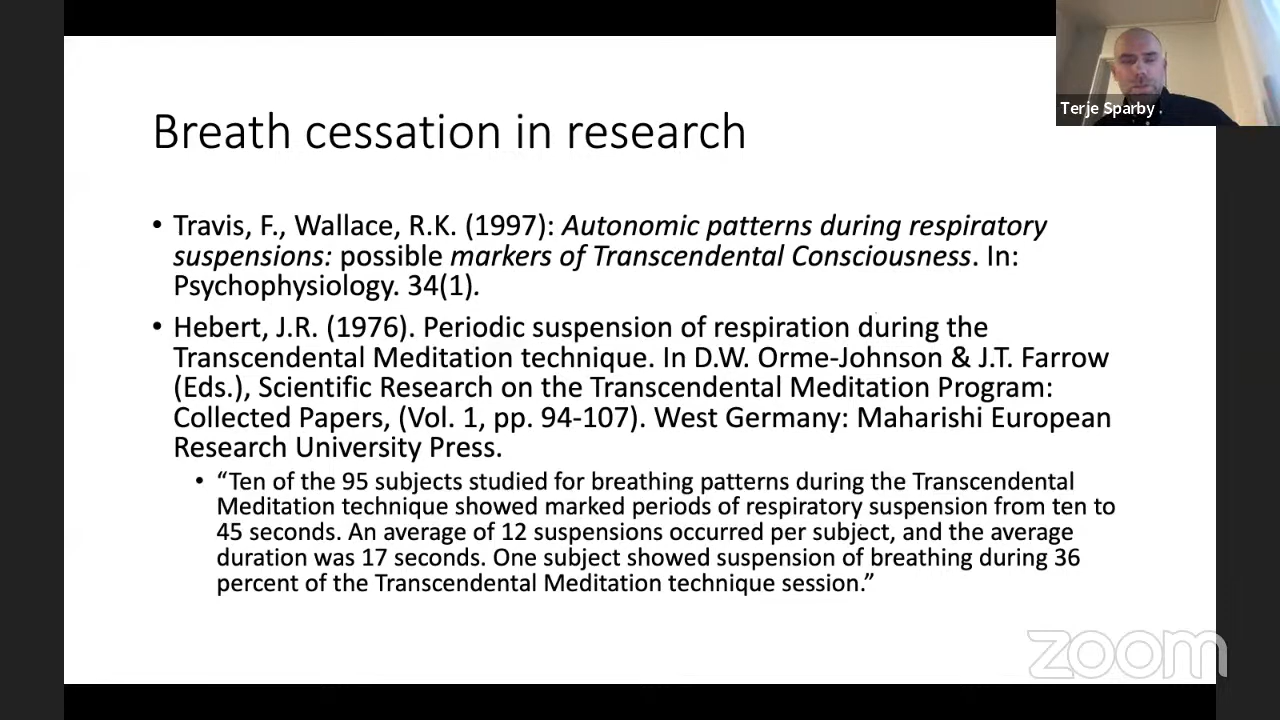 Terje Sparby
Breath cessation in research
• Travis, F., Wallace, R.K. (1997): Autonomic patterns during respiratory
suspensions: possible markers of Transcendental Consciousness. In:
Psychophysiology. 34(1).
• Hebert, J.R. (1976). Periodic suspension of respiration during the
Transcendental Meditation technique. In D.W. Orme-Johnson & J.T. Farrow
(Eds.), Scientific Research on the Transcendental Meditation Program:
Collected Papers, (Vol. 1, pp. 94-107). West Germany: Maharishi European
Research University Press.
• “Ten of the 95 subjects studied for breathing patterns during the Transcendental
Meditation technique showed marked periods of respiratory suspension from ten to
45 seconds. An average of 12 suspensions occurred per subject, and the average
duration was 17 seconds. One subject showed suspension of breathing during 36
percent of the Transcendental Meditation technique session.”
zoom